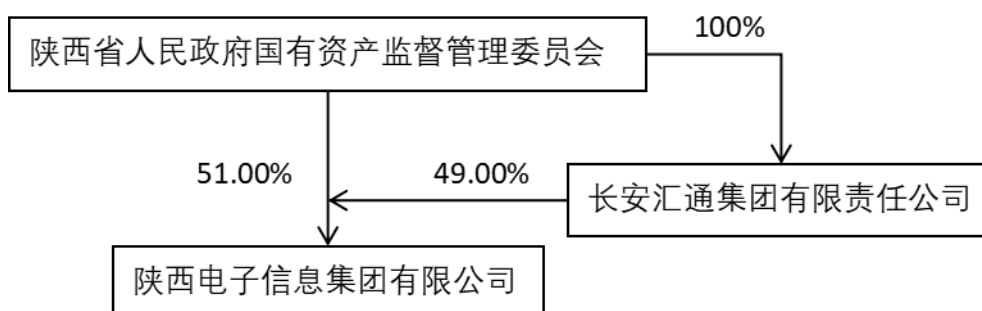 陕西省人民政府国有资产监督管理委员会
100%
51.00%
49.00%
长安汇通集团有限责任公司
陕西电子信息集团有限公司